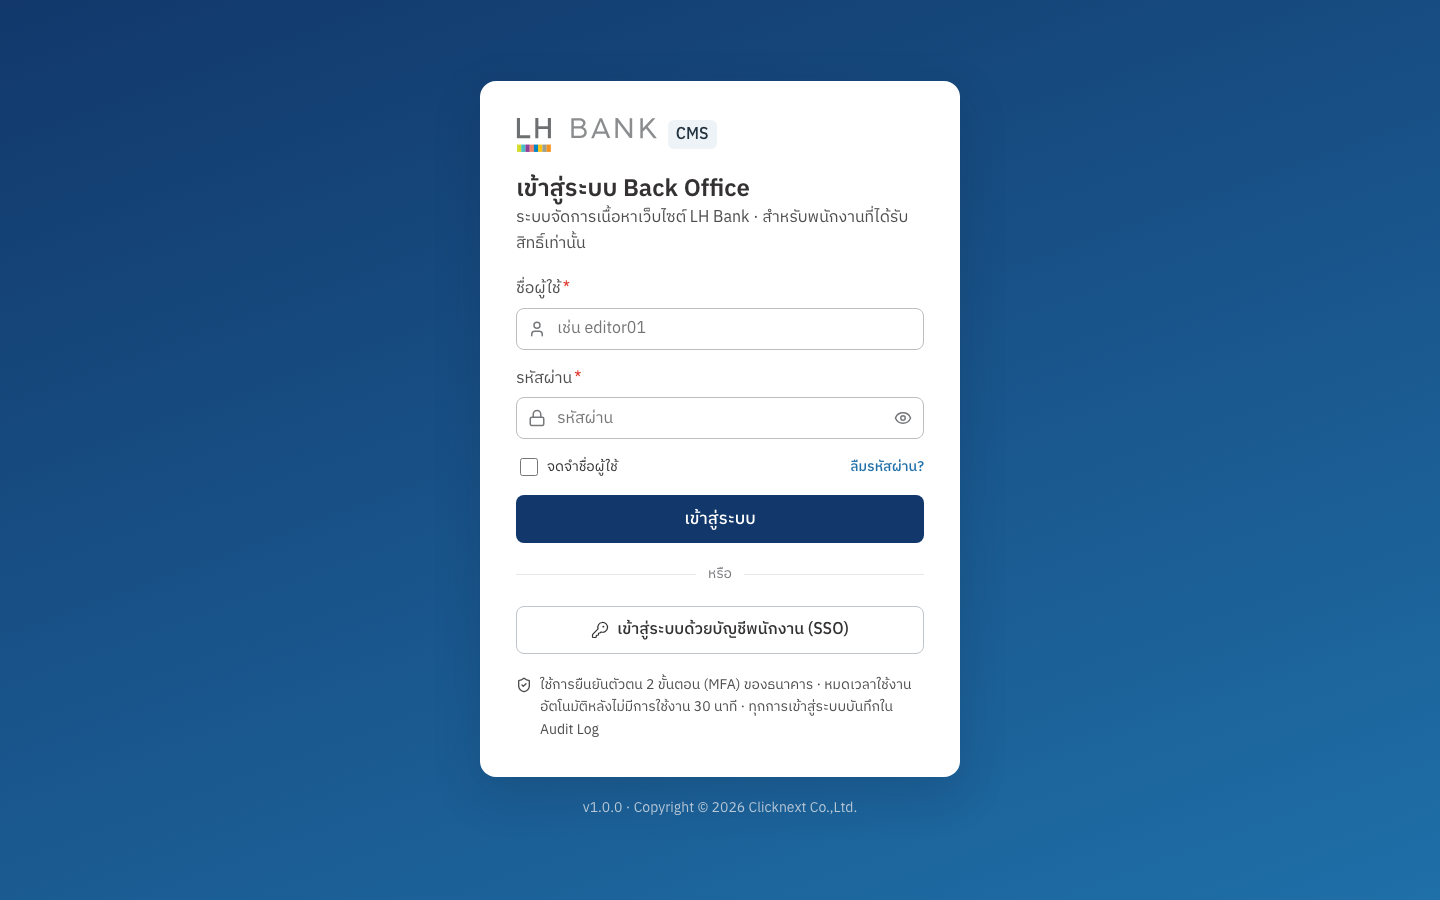 LH BANK CMS
เข้าสู่ระบบ Back Office
ระบบจัดการเนื้อหาเว็บไซต์ LH Bank · สำหรับพนักงานที่ได้รับ
สิทธิ์เท่านั้น
ชื่อผู้ใช้*
เช่น editor01
รหัสผ่าน*
รหัสผ่าน
จดจำชื่อผู้ใช้ ลืมรหัสผ่าน?
เข้าสู่ระบบ
หรือ
เข้าสู่ระบบด้วยบัญชีพนักงาน (SSO)
ใช้การยืนยันตัวตน 2 ขั้นตอน (MFA) ของธนาคาร · หมดเวลาใช้งาน
อัตโนมัติหลังไม่มีการใช้งาน 30 นาที · ทุกการเข้าสู่ระบบบันทึกใน
Audit Log
v1.0.0 · Copyright © 2026 Clicknext Co.,Ltd.